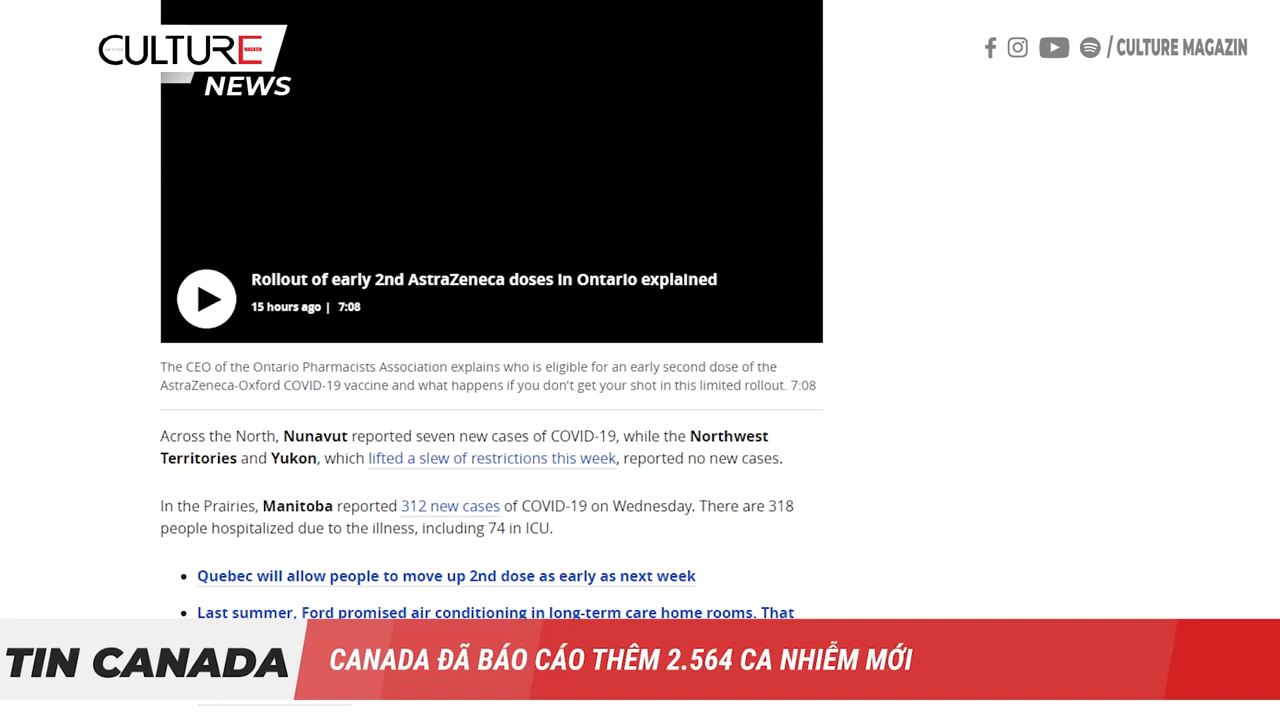 CULTURE
MAGAZIN
NEWS
/ CULTURE MAGAZIN
Rollout of early 2nd AstraZeneca doses in Ontario explained
15 hours ago | 7:08
The CEO of the Ontario Pharmacists Association explains who is eligible for an early second dose of the
AstraZeneca-Oxford COVID-19 vaccine and what happens if you don't get your shot in this limited rollout. 7:08
Across the North, Nunavut reported seven new cases of COVID-19, while the Northwest
Territories and Yukon, which lifted a slew of restrictions this week, reported no new cases.
In the Prairies, Manitoba reported 312 new cases of COVID-19 on Wednesday. There are 318
people hospitalized due to the illness, including 74 in ICU.
• Quebec will allow people to move up 2nd dose as early as next week
• Last summer, Ford promised air conditioning in long-term care home rooms. That
TIN CANADA
CANADA ĐÃ BÁO CÁO THÊM 2.564 CA NHIỄM MỚI